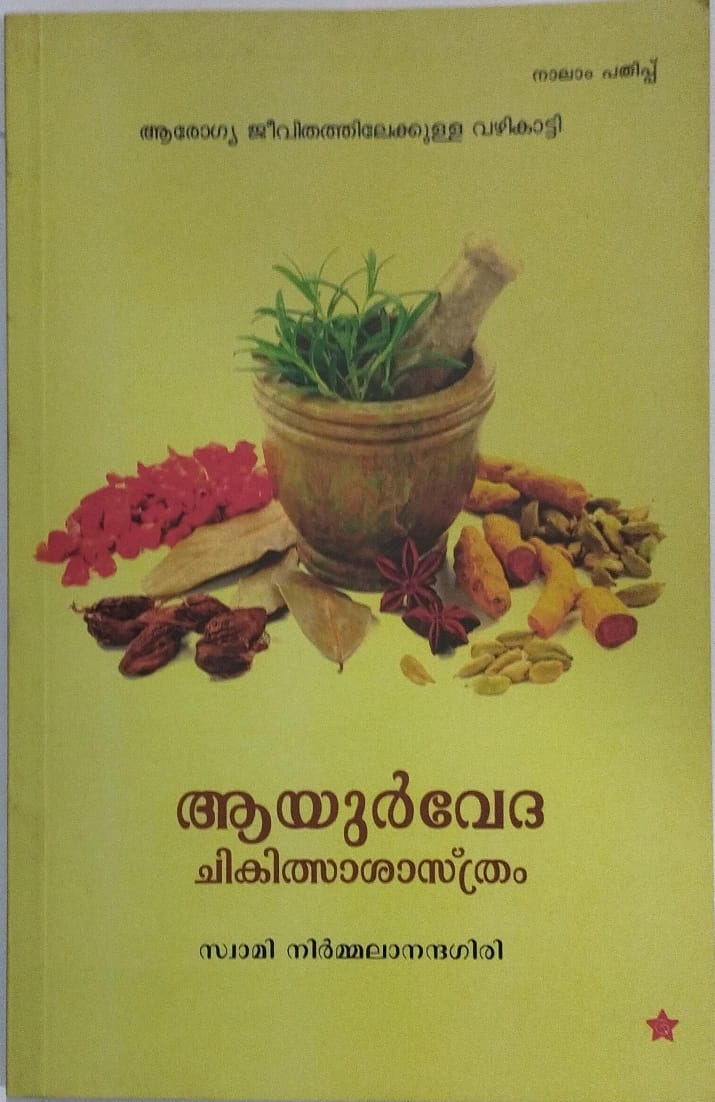 നാലാം പതിപ്പ്
ആരോഗ്യ ജീവിതത്തിലേക്കുള്ള വഴികാട്ടി
ആയുർവേദ
ചികിത്സാശാസ്ത്രം
സ്വാമി നിർമ്മലാനന്ദഗിരി